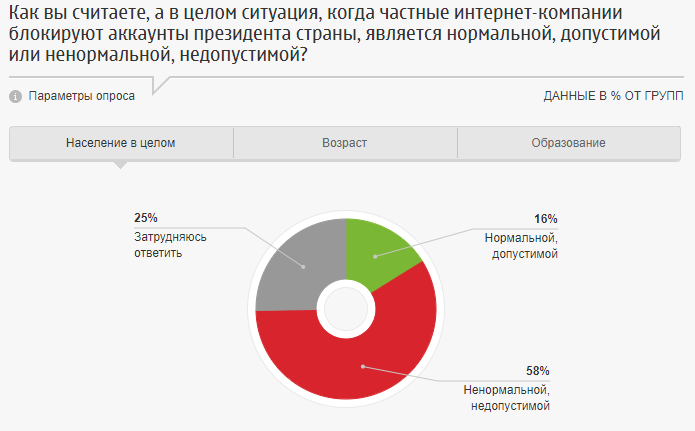 Как вы считаете, а в целом ситуация, когда частные интернет-компании
блокируют аккаунты президента страны, является нормальной, допустимой
или ненормальной, недопустимой?
Параметры опроса
ДАННЫЕ В % ОТ ГРУПП
Население в целом
Возраст
Образование
25%
Затрудняюсь
ответить
16%
Нормальной,
допустимой
58%
Ненормальной,
недопустимой